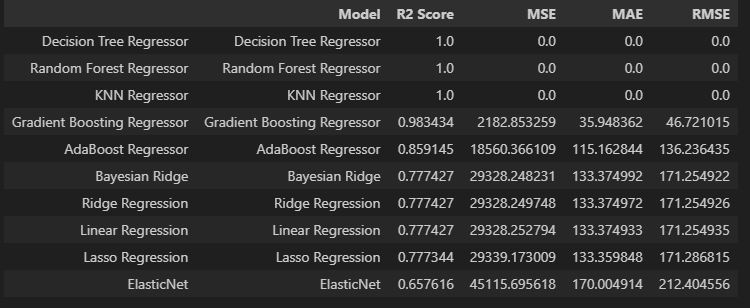 Model R2 Score MSE MAE RMSE
Decision Tree Regressor Decision Tree Regressor 1.0 0.0 0.0 0.0
Random Forest Regressor Random Forest Regressor 1.0 0.0 0.0 0.0
KNN Regressor KNN Regressor 1.0 0.0 0.0 0.0
Gradient Boosting Regressor Gradient Boosting Regressor 0.983434 2182.853259 35.948362 46.721015
AdaBoost Regressor AdaBoost Regressor 0.859145 18560.366109 115.162844 136.236435
Bayesian Ridge Bayesian Ridge 0.777427 29328.248231 133.374992 171.254922
Ridge Regression Ridge Regression 0.777427 29328.249748 133.374972 171.254926
Linear Regression Linear Regression 0.777427 29328.252794 133.374933 171.254935
Lasso Regression Lasso Regression 0.777344 29339.173009 133.359848 171.286815
ElasticNet ElasticNet 0.657616 45115.695618 170.004914 212.404556